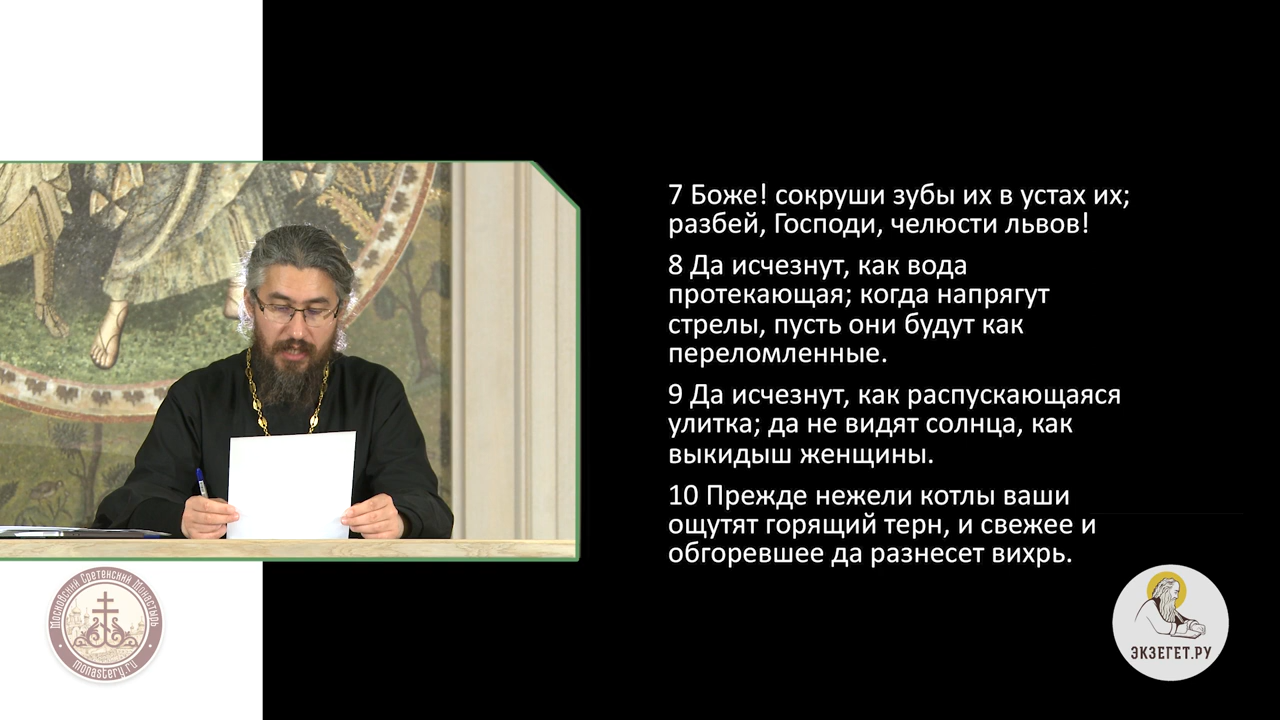 7 Боже! сокруши зубы их в устах их;
разбей, Господи, челюсти львов!
8 Да исчезнут, как вода
протекающая; когда напрягут
стрелы, пусть они будут как
переломленные.
9 Да исчезнут, как распускающаяся
улитка; да не видят солнца, как
выкидыш женщины.
10 Прежде нежели котлы ваши
ощутят горящий терн, и свежее и
обгоревшее да разнесет вихрь.
Московский Сретенский Монастырь
monastery.ru
ЭКЗЕГЕТ.РУ